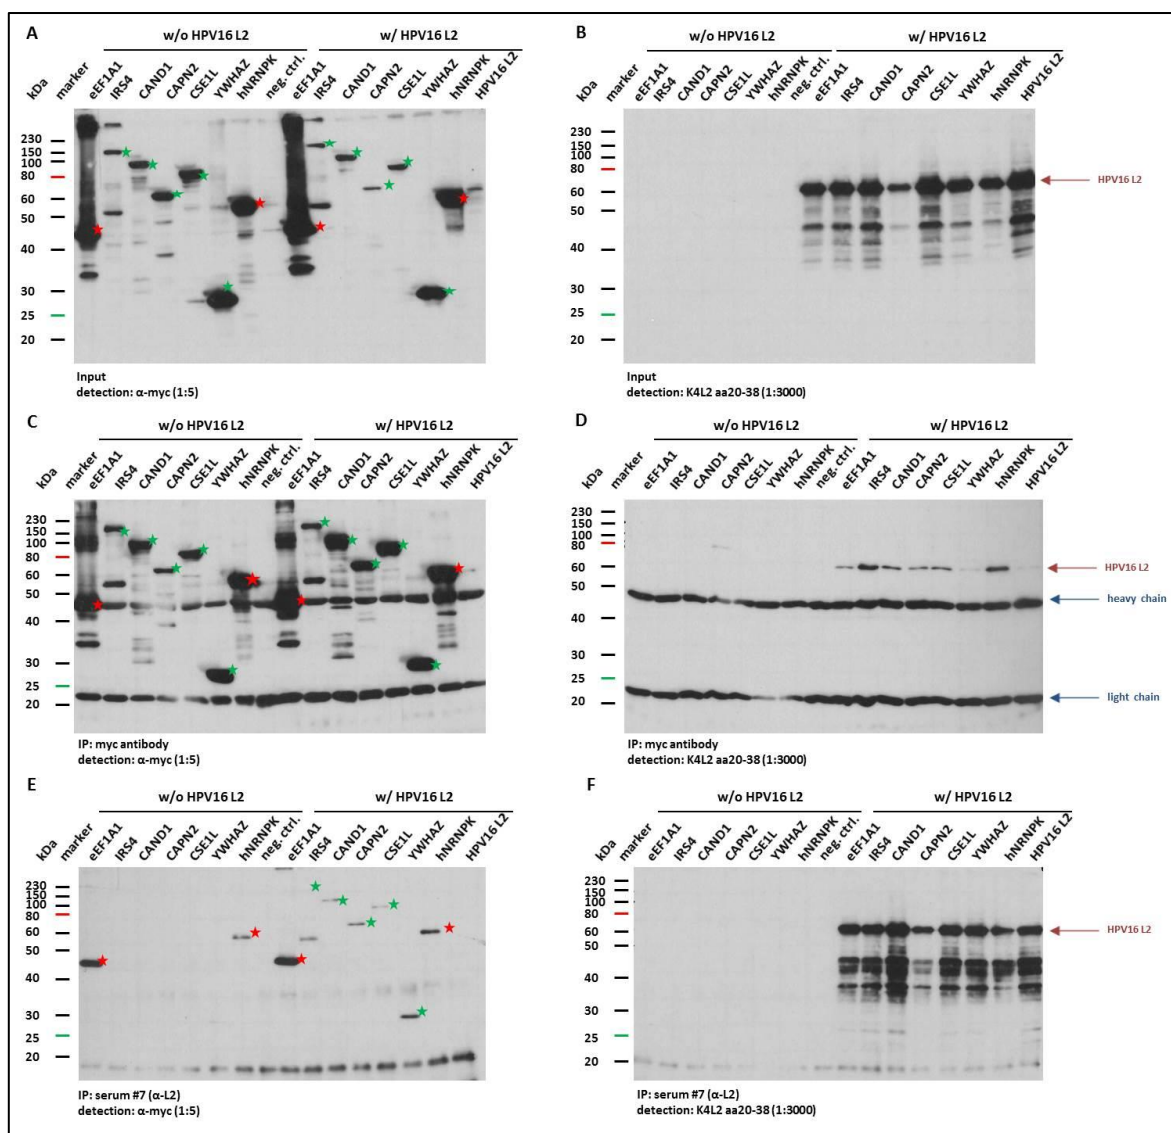 A
w/o HPV16 L2
w/ HPV16 L2
kDa
marker
eEF1A1
IRS4
CAND1
CAPN2
CSE1L
YWHAZ
hNRNPK
neg. ctrl.
eEF1A1
IRS4
CAND1
CAPN2
CSE1L
YWHAZ
hNRNPK
HPV16 L2
230
150
100
80
60
50
40
30
25
20
Input
detection: α-myc (1:5)
B
w/o HPV16 L2
w/ HPV16 L2
kDa
marker
eEF1A1
IRS4
CAND1
CAPN2
CSE1L
YWHAZ
hNRNPK
neg. ctrl.
eEF1A1
IRS4
CAND1
CAPN2
CSE1L
YWHAZ
hNRNPK
HPV16 L2
230
150
100
80
60
50
40
30
25
20
HPV16 L2
Input
detection: K4L2 aa20-38 (1:3000)
C
w/o HPV16 L2
w/ HPV16 L2
kDa
marker
eEF1A1
IRS4
CAND1
CAPN2
CSE1L
YWHAZ
hNRNPK
neg. ctrl.
eEF1A1
IRS4
CAND1
CAPN2
CSE1L
YWHAZ
hNRNPK
HPV16 L2
230
150
100
80
60
50
40
30
25
20
IP: myc antibody
detection: α-myc (1:5)
D
w/o HPV16 L2
w/ HPV16 L2
kDa
marker
eEF1A1
IRS4
CAND1
CAPN2
CSE1L
YWHAZ
hNRNPK
neg. ctrl.
eEF1A1
IRS4
CAND1
CAPN2
CSE1L
YWHAZ
hNRNPK
HPV16 L2
230
150
100
80
60
50
40
30
25
20
HPV16 L2
heavy chain
light chain
IP: myc antibody
detection: K4L2 aa20-38 (1:3000)
E
w/o HPV16 L2
w/ HPV16 L2
kDa
marker
eEF1A1
IRS4
CAND1
CAPN2
CSE1L
YWHAZ
hNRNPK
neg. ctrl.
eEF1A1
IRS4
CAND1
CAPN2
CSE1L
YWHAZ
hNRNPK
HPV16 L2
230
150
100
80
60
50
40
30
25
20
IP: serum #7 (α-L2)
detection: α-myc (1:5)
F
w/o HPV16 L2
w/ HPV16 L2
kDa
marker
eEF1A1
IRS4
CAND1
CAPN2
CSE1L
YWHAZ
hNRNPK
neg. ctrl.
eEF1A1
IRS4
CAND1
CAPN2
CSE1L
YWHAZ
hNRNPK
HPV16 L2
230
150
100
80
60
50
40
30
25
20
HPV16 L2
IP: serum #7 (α-L2)
detection: K4L2 aa20-38 (1:3000)